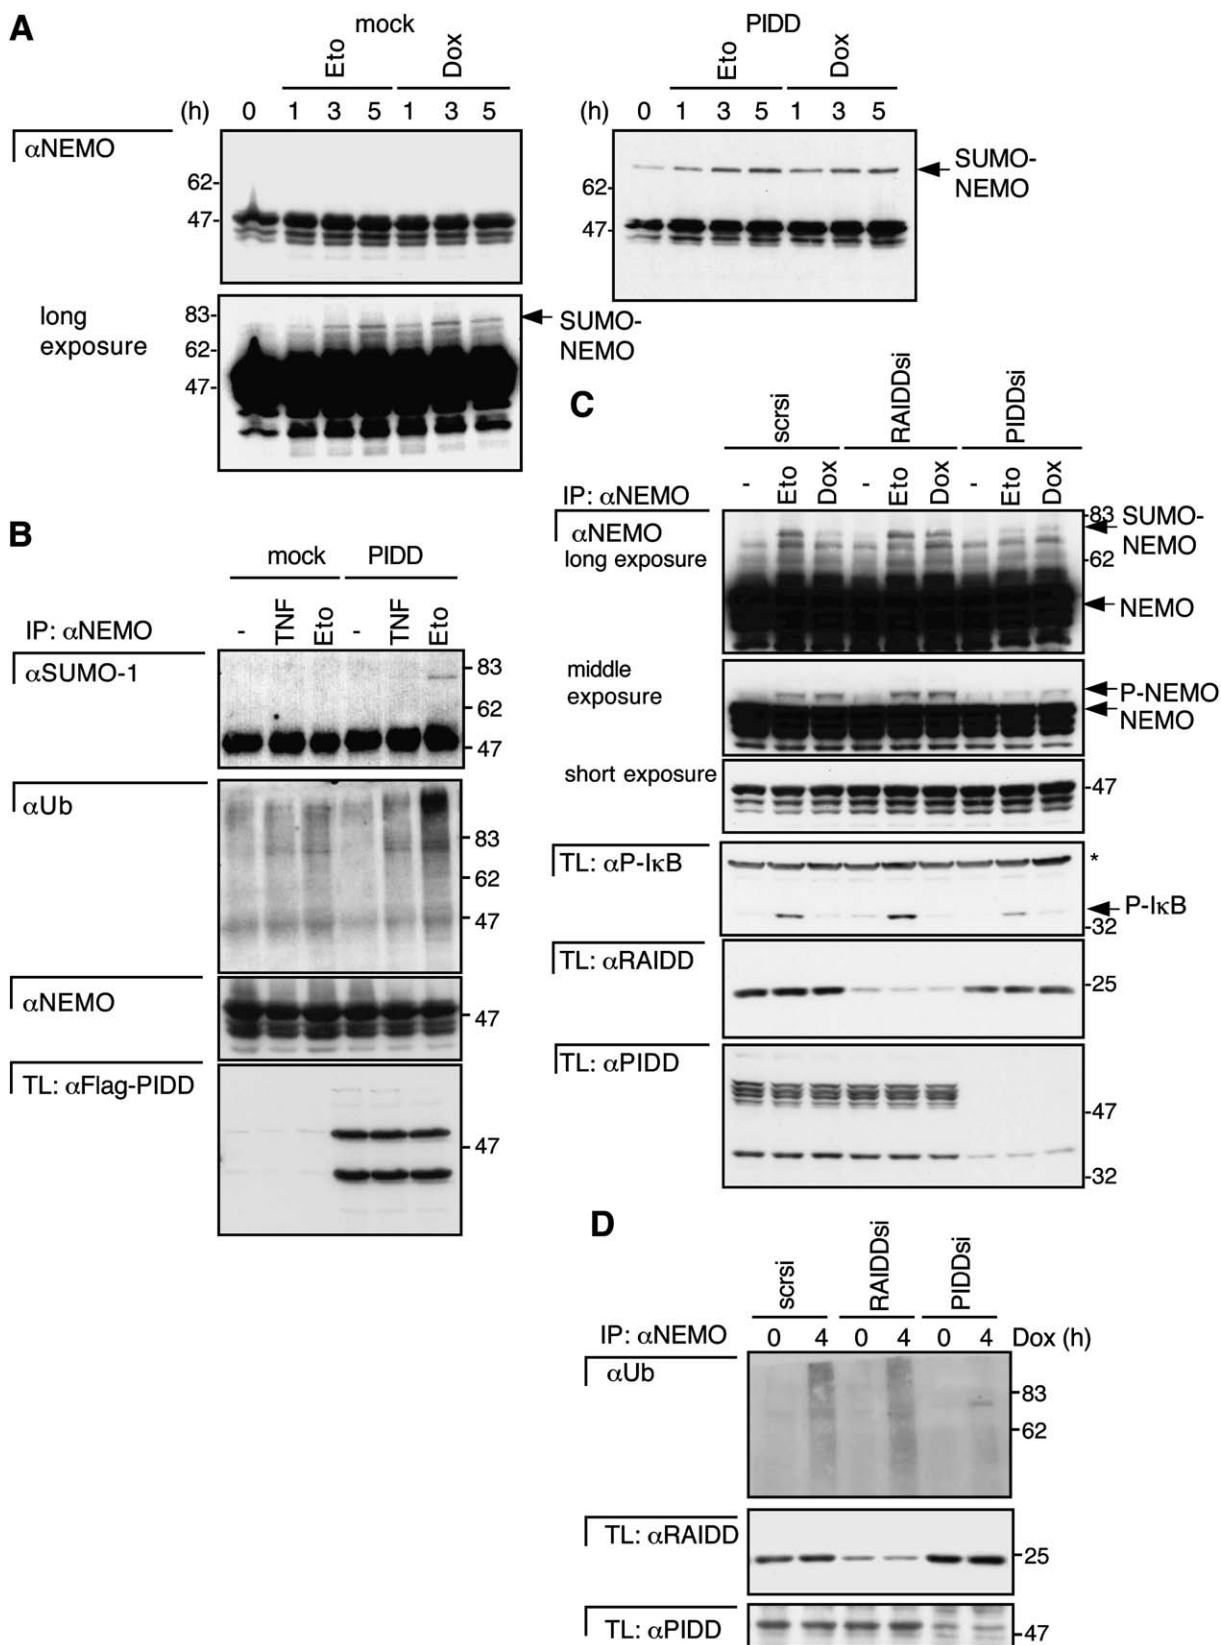 A
mock
PIDD
Eto
Dox
Eto
Dox
(h) 0 1 3 5 1 3 5
(h) 0 1 3 5 1 3 5
αNEMO
62-
47-
62-
47-
SUMO-
NEMO
long
exposure
83-
62-
47-
SUMO-
NEMO
B
mock PIDD
IP: αNEMO
- TNF Eto - TNF Eto
αSUMO-1
- 83
- 62
- 47
αUb
- 83
- 62
- 47
αNEMO
- 47
TL: αFlag-PIDD
- 47
C
scrsi RAIDDsi PIDDsi
- Eto Dox - Eto Dox - Eto Dox
IP: αNEMO
αNEMO
long exposure
-83
SUMO-
NEMO
-62
NEMO
middle
exposure
P-NEMO
NEMO
short exposure
-47
TL: αP-IκB
*
P-IκB
-32
TL: αRAIDD
-25
TL: αPIDD
-47
-32
D
scrsi RAIDDsi PIDDsi
IP: αNEMO
0 4 0 4 0 4 Dox (h)
αUb
-83
-62
TL: αRAIDD
-25
TL: αPIDD
-47